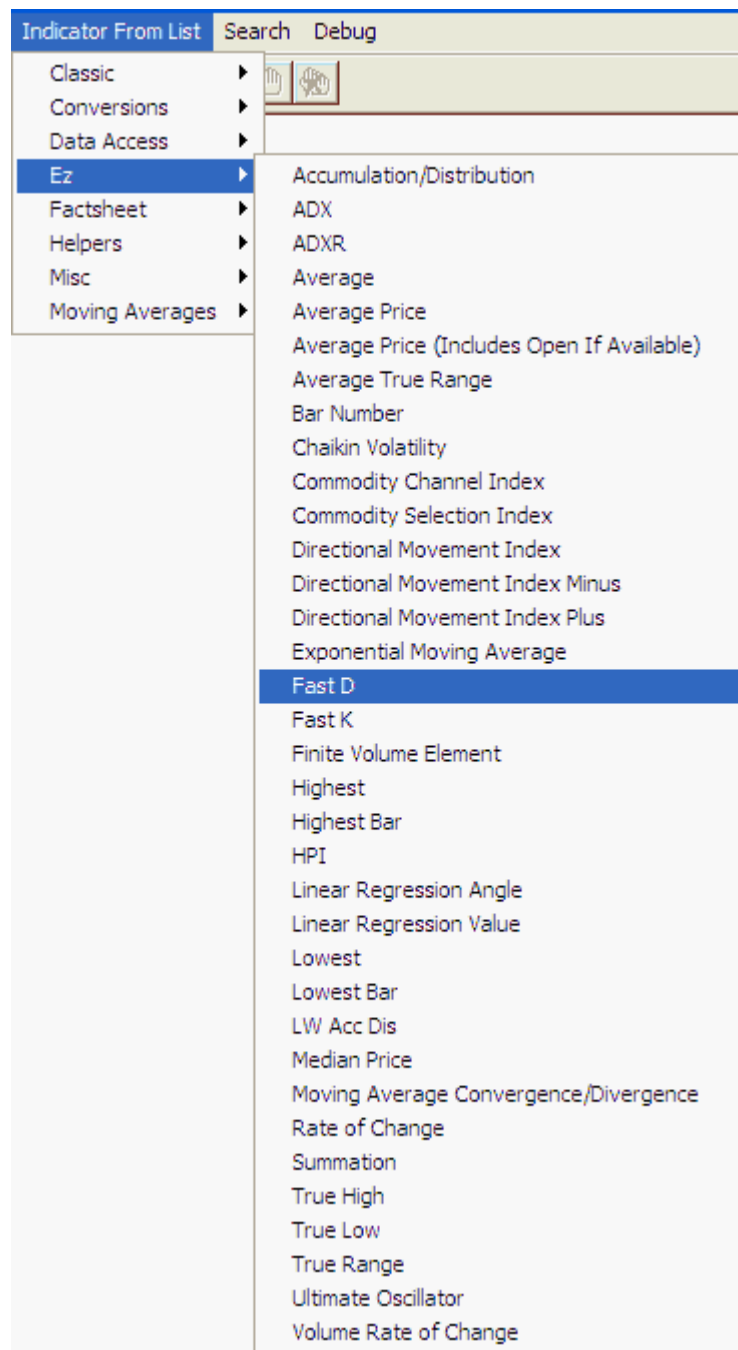 Indicator From List Search Debug
Classic
Conversions
Data Access
Ez
Factsheet
Helpers
Misc
Moving Averages
Accumulation/Distribution
ADX
ADXR
Average
Average Price
Average Price (Includes Open If Available)
Average True Range
Bar Number
Chaikin Volatility
Commodity Channel Index
Commodity Selection Index
Directional Movement Index
Directional Movement Index Minus
Directional Movement Index Plus
Exponential Moving Average
Fast D
Fast K
Finite Volume Element
Highest
Highest Bar
HPI
Linear Regression Angle
Linear Regression Value
Lowest
Lowest Bar
LW Acc Dis
Median Price
Moving Average Convergence/Divergence
Rate of Change
Summation
True High
True Low
True Range
Ultimate Oscillator
Volume Rate of Change